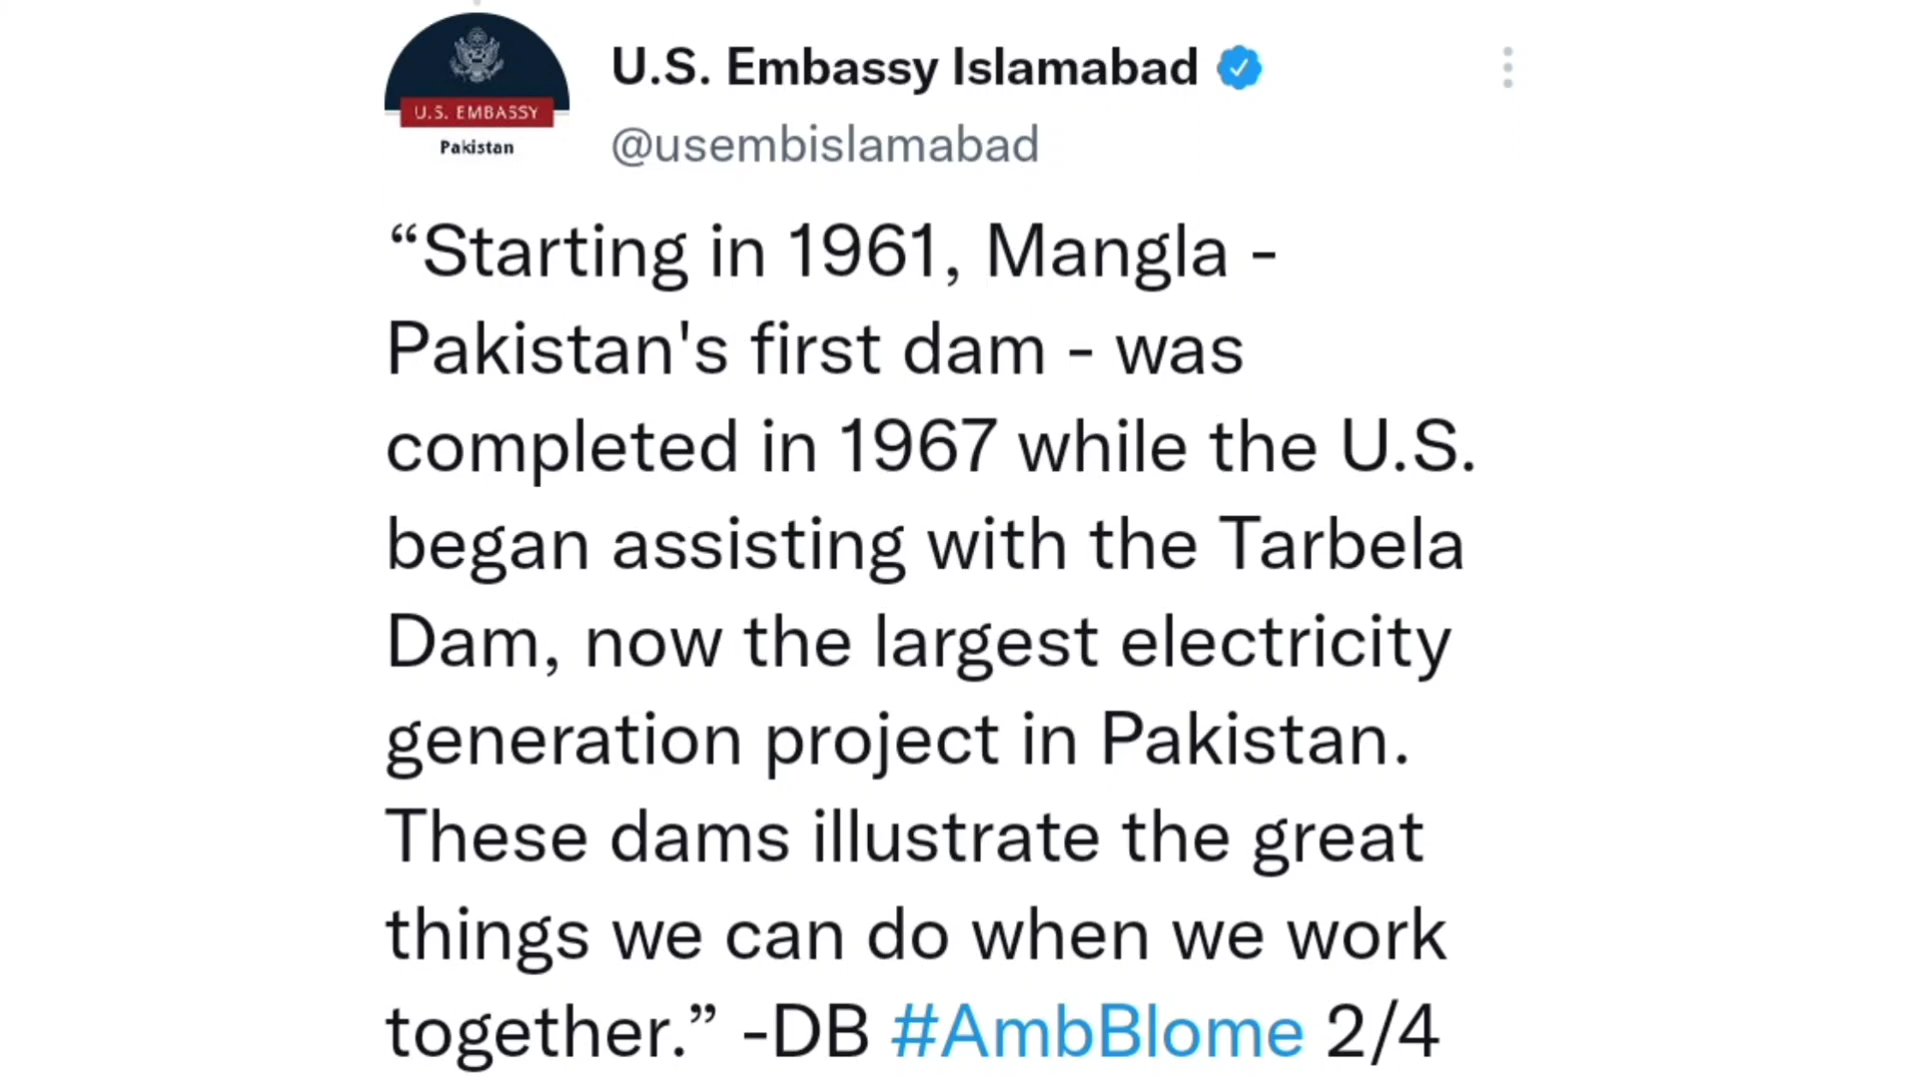 U.S. EMBASSY
Pakistan
U.S. Embassy Islamabad
@usembislamabad
“Starting in 1961, Mangla -
Pakistan's first dam - was
completed in 1967 while the U.S.
began assisting with the Tarbela
Dam, now the largest electricity
generation project in Pakistan.
These dams illustrate the great
things we can do when we work
together.” -DB #AmbBlome 2/4